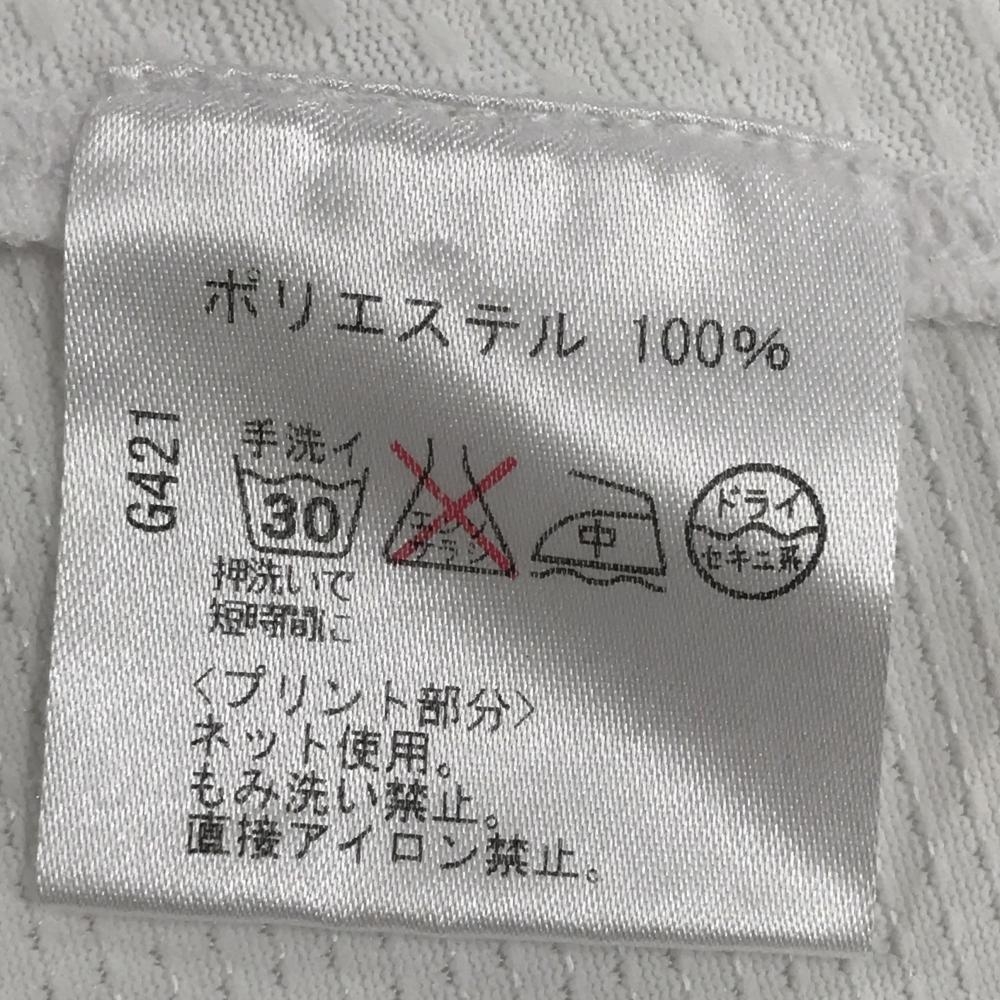 ポリエステル 100%
G421
手洗イ
30
エンソ
サラシ
中
ドライ
セキユ系
押洗いで
短時間に
〈プリント部分〉
ネット使用。
もみ洗い禁止。
直接アイロン禁止。